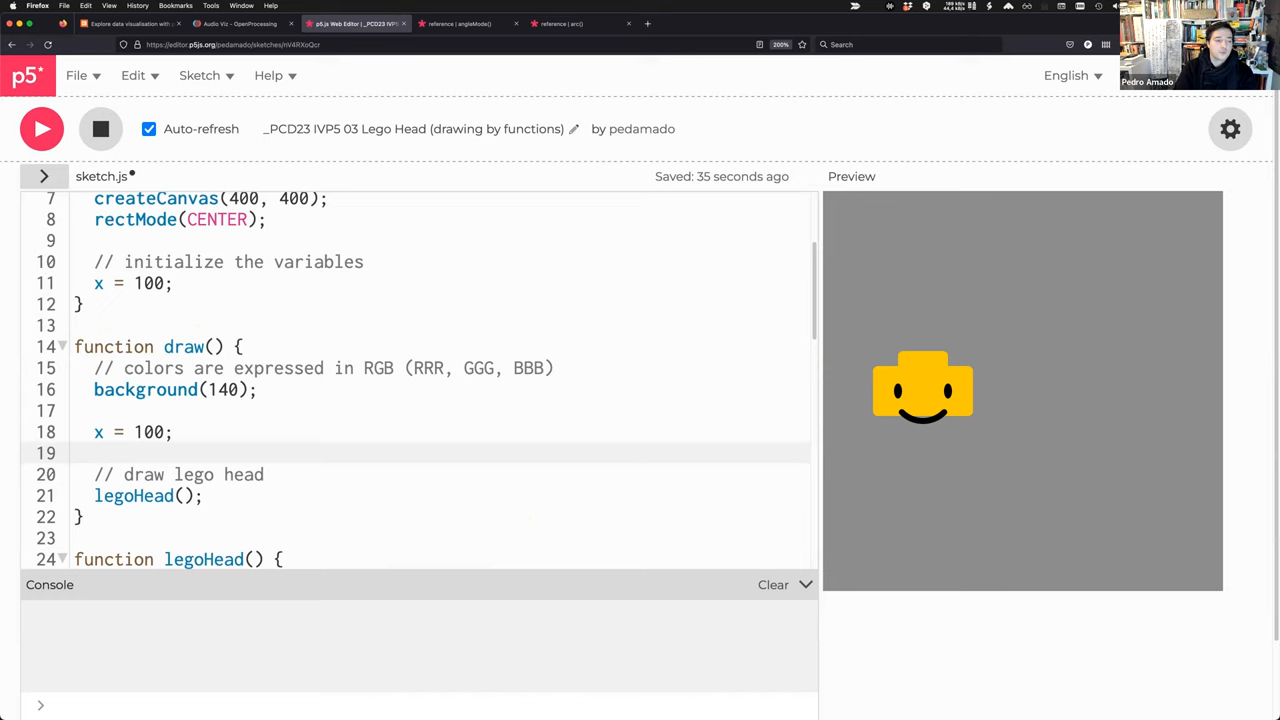 Firefox File Edit View History Bookmarks Tools Window Help
Explore data visualisation with p
Audio Viz - OpenProcessing
p5.js Web Editor | _PCD23 IVP5
reference | angleMode()
reference | arc()
https://editor.p5js.org/pedamado/sketches/nV4RXoQcr
200%
Search
Pedro Amado
p5* File Edit Sketch Help English
Auto-refresh _PCD23 IVP5 03 Lego Head (drawing by functions) by pedamado
> sketch.js Saved: 35 seconds ago Preview
7 createCanvas(400, 400);
8 rectMode(CENTER);
9
10 // initialize the variables
11 x = 100;
12 }
13
14 function draw() {
15 // colors are expressed in RGB (RRR, GGG, BBB)
16 background(140);
17
18 x = 100;
19
20 // draw lego head
21 legoHead();
22 }
23
24 function legoHead() {
Console Clear
>